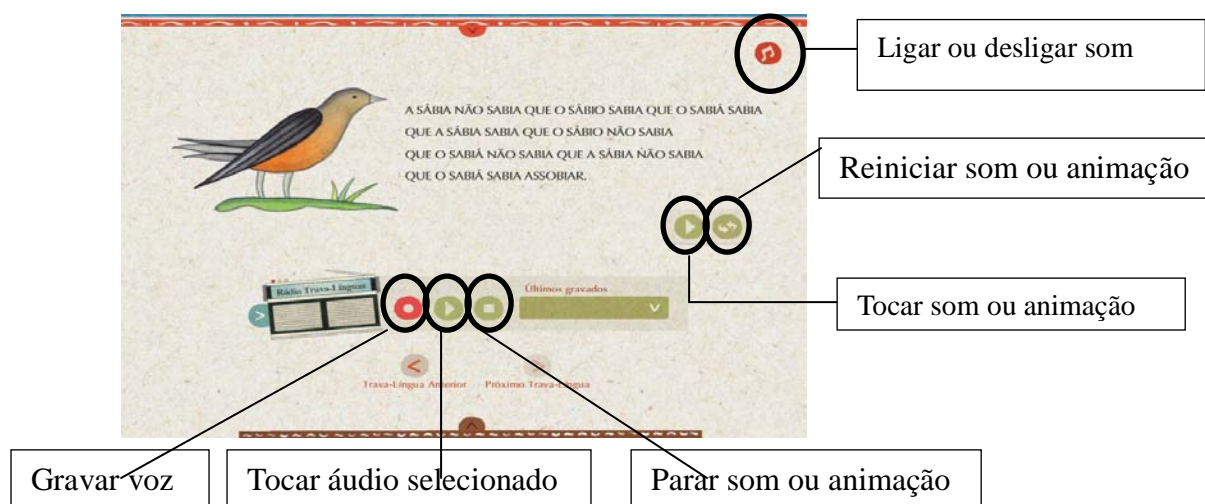 Ligar ou desligar som
A SÁBIA NÃO SABIA QUE O SÁBIO SABIA QUE O SABIÁ SABIA
QUE A SÁBIA SABIA QUE O SÁBIO NÃO SABIA
QUE O SABIÁ NÃO SABIA QUE A SÁBIA NÃO SABIA
QUE O SABIÁ SABIA ASSOBIAR.
Reiniciar som ou animação
Tocar som ou animação
Rádio Trava-Línguas
Últimos gravados
Trava-Língua Anterior
Próximo Trava-Língua
Gravar voz
Tocar áudio selecionado
Parar som ou animação